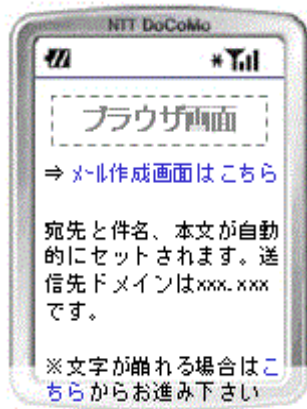 NTT DoCoMo
ブラウザ画面
⇒ ﾒｰﾙ作成画面はこちら
宛先と件名、本文が自動
的にセットされます。送
信先ドメインはxxx.xxx
です。
※文字が崩れる場合はこ
ちらからお進み下さい